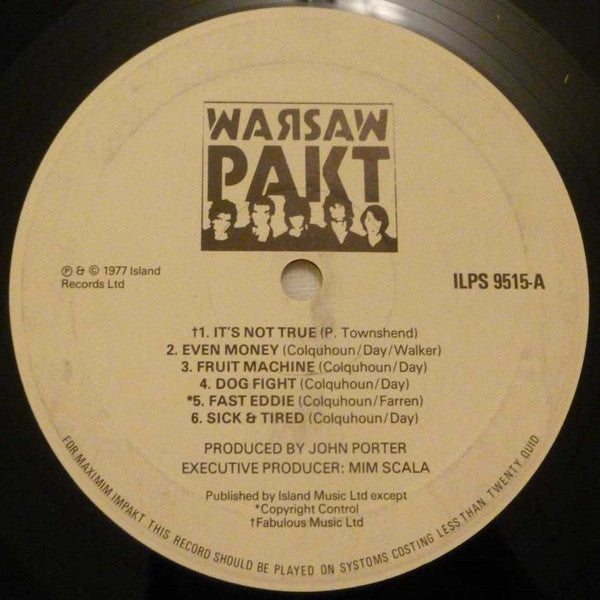 WAЯSAW
PAKT
℗ & © 1977 Island
Records Ltd
ILPS 9515-A
†1. IT'S NOT TRUE (P. Townshend)
2. EVEN MONEY (Colquhoun/Day/Walker)
3. FRUIT MACHINE (Colquhoun/Day)
4. DOG FIGHT (Colquhoun/Day)
*5. FAST EDDIE (Colquhoun/Farren)
6. SICK & TIRED (Colquhoun/Day)
PRODUCED BY JOHN PORTER
EXECUTIVE PRODUCER: MIM SCALA
Published by Island Music Ltd except
*Copyright Control
†Fabulous Music Ltd
FOR MAXIMIM IMPAKT THIS RECORD SHOULD BE PLAYED ON SYSTOMS COSTING LESS THAN TWENTY QUID